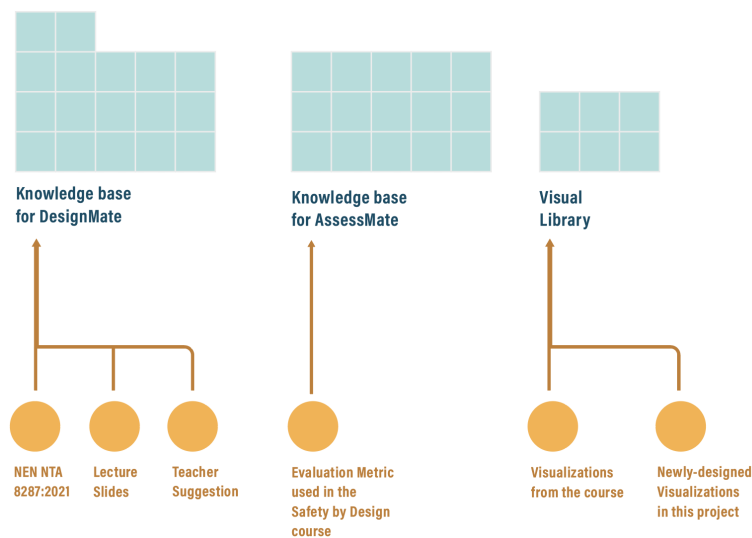 Knowledge base
for DesignMate
Knowledge base
for AssessMate
Visual
Library
NEN NTA
8287:2021
Lecture
Slides
Teacher
Suggestion
Evaluation Metric
used in the
Safety by Design
course
Visualizations
from the course
Newly-designed
Visualizations
in this project